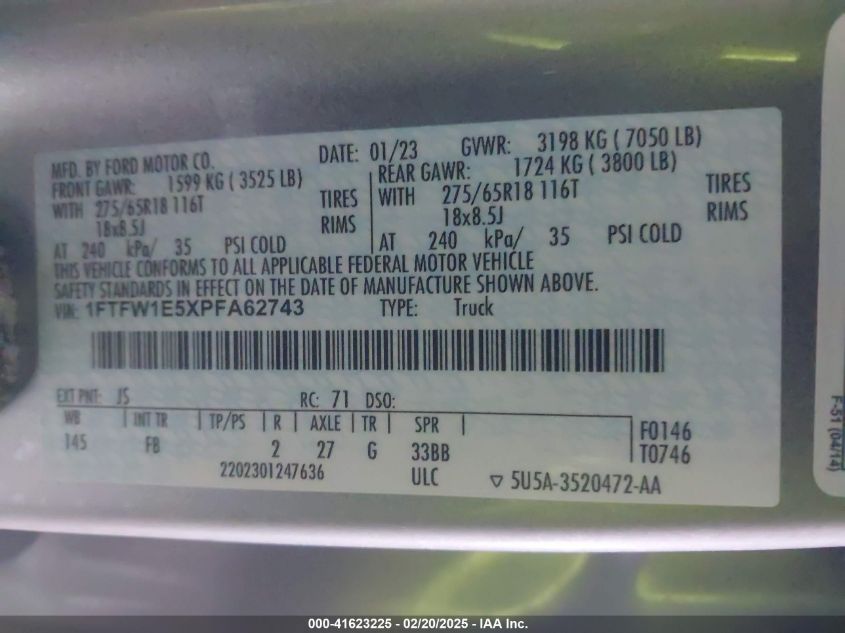 MFD. BY FORD MOTOR CO.
DATE: 01/23 GVWR: 3198 KG ( 7050 LB)
FRONT GAWR: 1599 KG ( 3525 LB)
REAR GAWR: 1724 KG ( 3800 LB)
WITH 275/65R18 116T TIRES
WITH 275/65R18 116T TIRES
18x8.5J RIMS
18x8.5J RIMS
AT 240 kPa/ 35 PSI COLD
AT 240 kPa/ 35 PSI COLD
THIS VEHICLE CONFORMS TO ALL APPLICABLE FEDERAL MOTOR VEHICLE
SAFETY STANDARDS IN EFFECT ON THE DATE OF MANUFACTURE SHOWN ABOVE.
VIN: 1FTFW1E5XPFA62743 TYPE: Truck
EXT PNT: JS RC: 71 DSO:
WB | INT TR | TP/PS | R | AXLE | TR | SPR |
145 FB 2 27 G 33BB
F0146
T0746
2202301247636 ULC ▽ 5U5A-3520472-AA
F-51 (04/14)
000-41623225 - 02/20/2025 - IAA Inc.